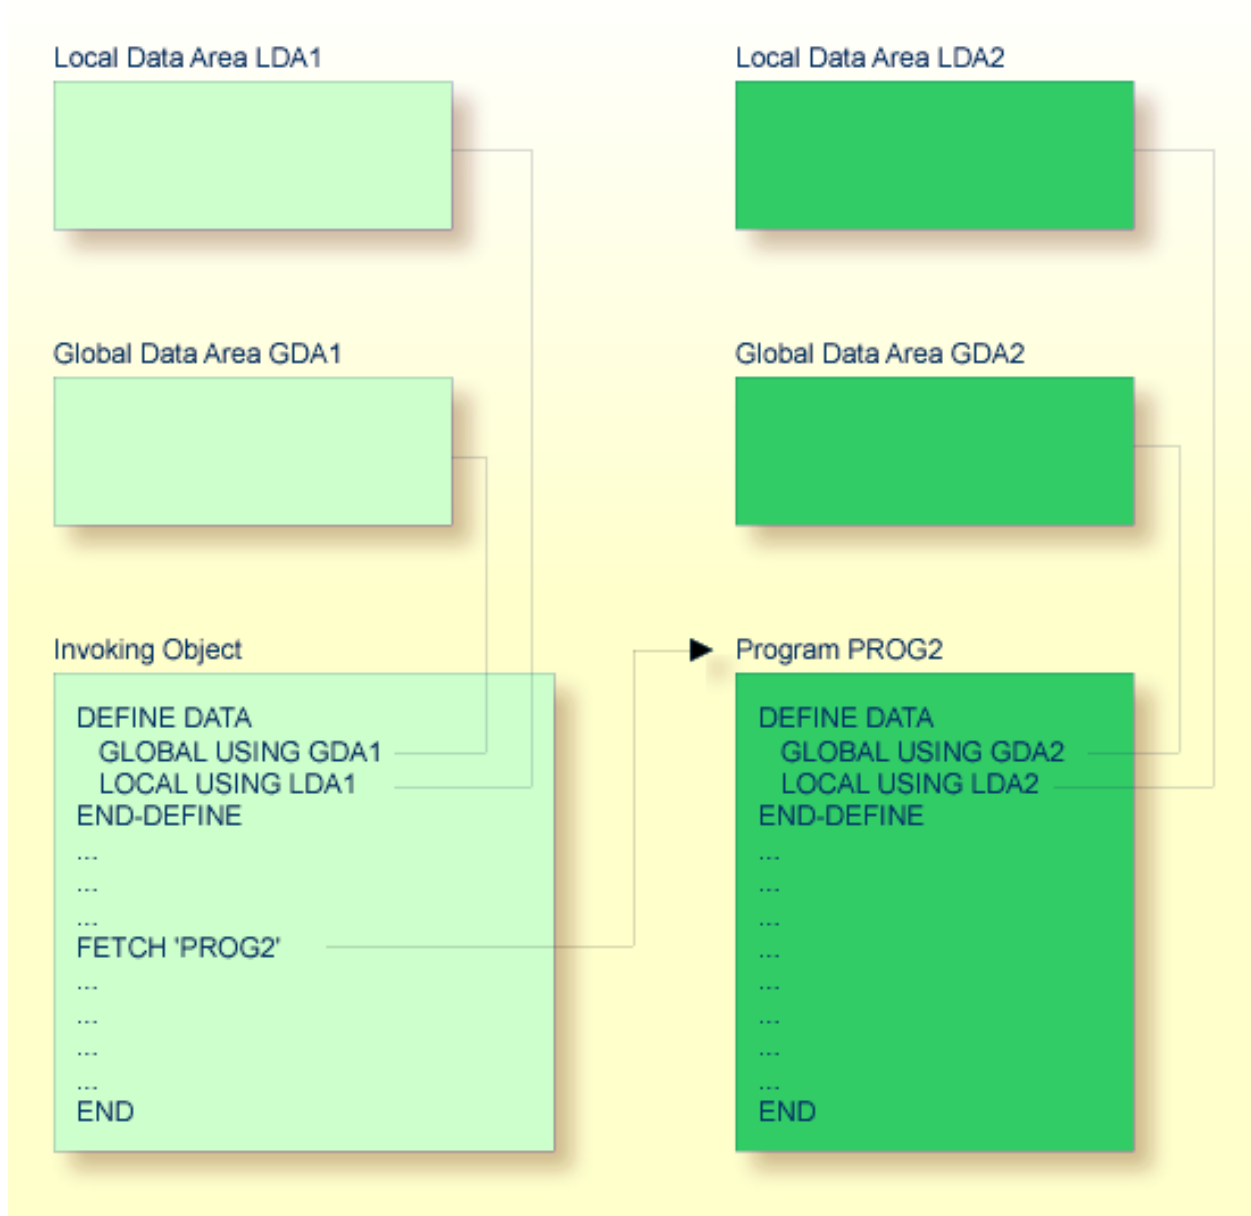 Local Data Area LDA1
Local Data Area LDA2
Global Data Area GDA1
Global Data Area GDA2
Invoking Object
DEFINE DATA
GLOBAL USING GDA1
LOCAL USING LDA1
END-DEFINE
...
...
...
FETCH 'PROG2'
...
...
...
...
END
Program PROG2
DEFINE DATA
GLOBAL USING GDA2
LOCAL USING LDA2
END-DEFINE
...
...
...
...
...
...
...
...
END